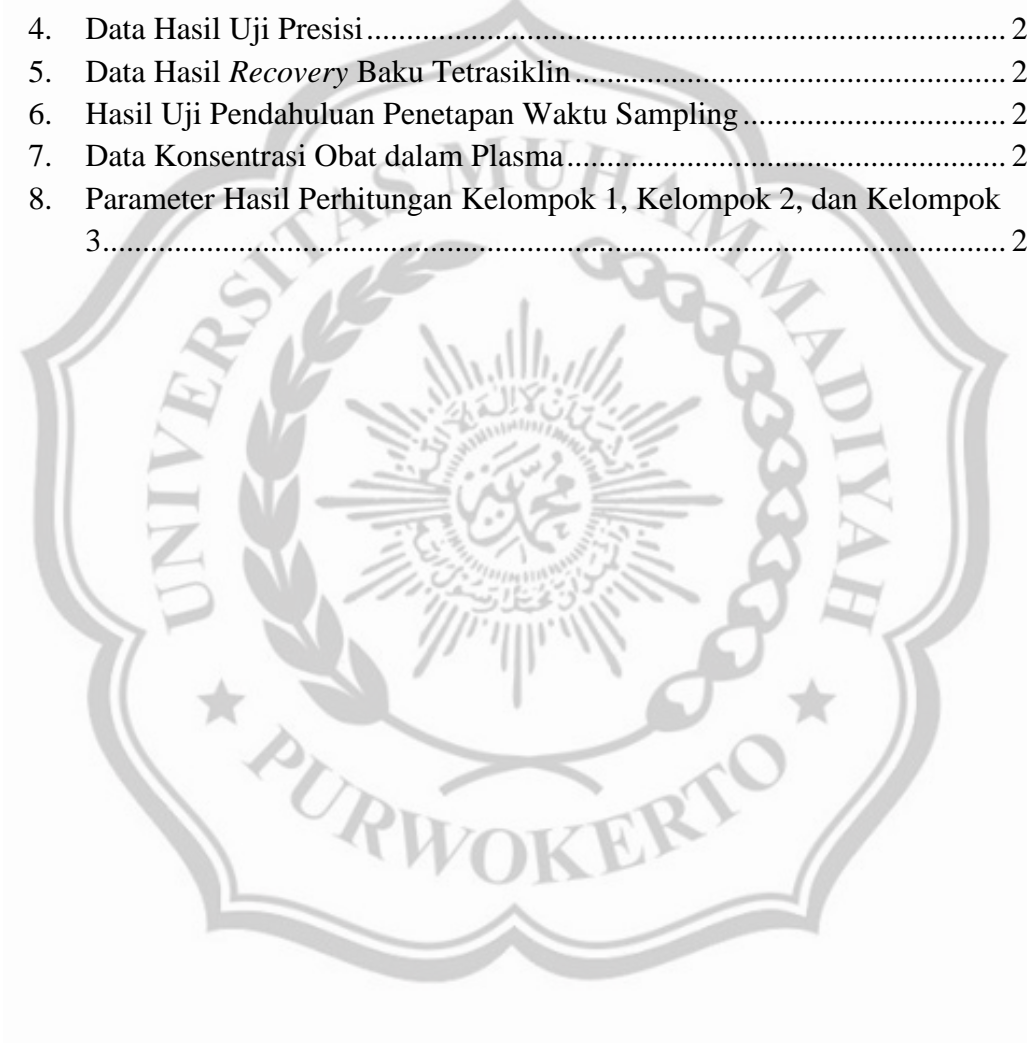 4. Data Hasil Uji Presisi........................................................................ 2
5. Data Hasil Recovery Baku Tetrasiklin................................................ 2
6. Hasil Uji Pendahuluan Penetapan Waktu Sampling............................ 2
7. Data Konsentrasi Obat dalam Plasma................................................. 2
8. Parameter Hasil Perhitungan Kelompok 1, Kelompok 2, dan Kelompok
3........................................................................................................ 2
UNIVERSITAS MUHAMMADIYAH
PURWOKERTO